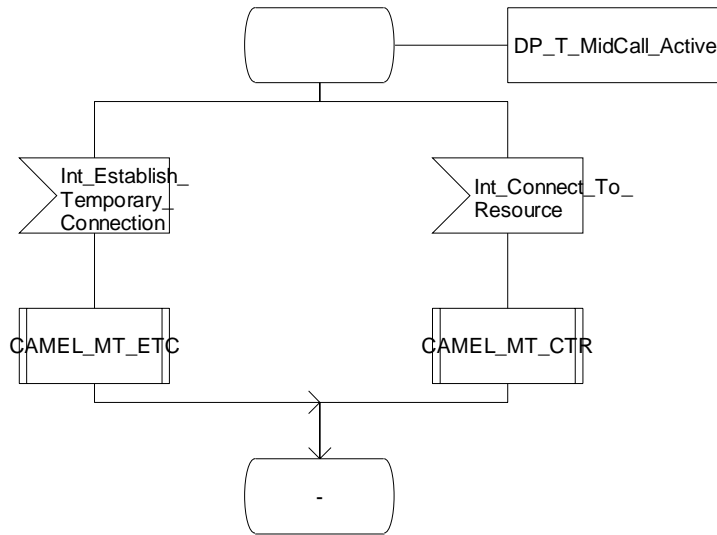 DP_T_MidCall_Active
Int_Establish_
Temporary_
Connection
Int_Connect_To_
Resource
CAMEL_MT_ETC
CAMEL_MT_CTR
-